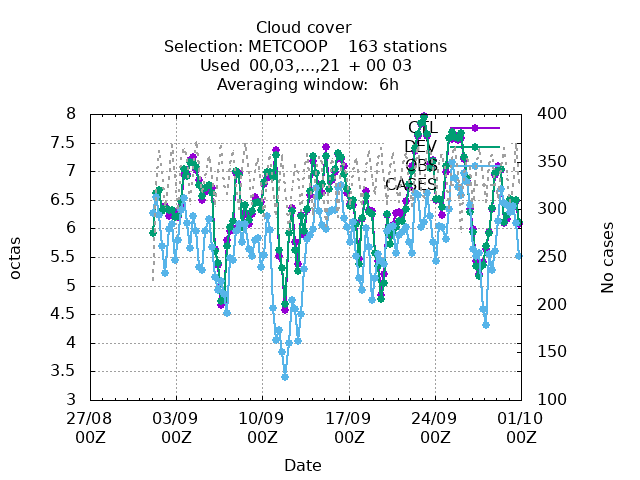 Cloud cover
Selection: METCOOP 163 stations
Used 00,03,...,21 + 00 03
Averaging window: 6h
8
7.5
7
6.5
6
5.5
5
4.5
4
3.5
3
octas
CTL
DEV
OBS
CASES
400
350
300
250
200
150
100
No cases
27/08 03/09 10/09 17/09 24/09 01/10
00Z 00Z 00Z 00Z 00Z 00Z
Date